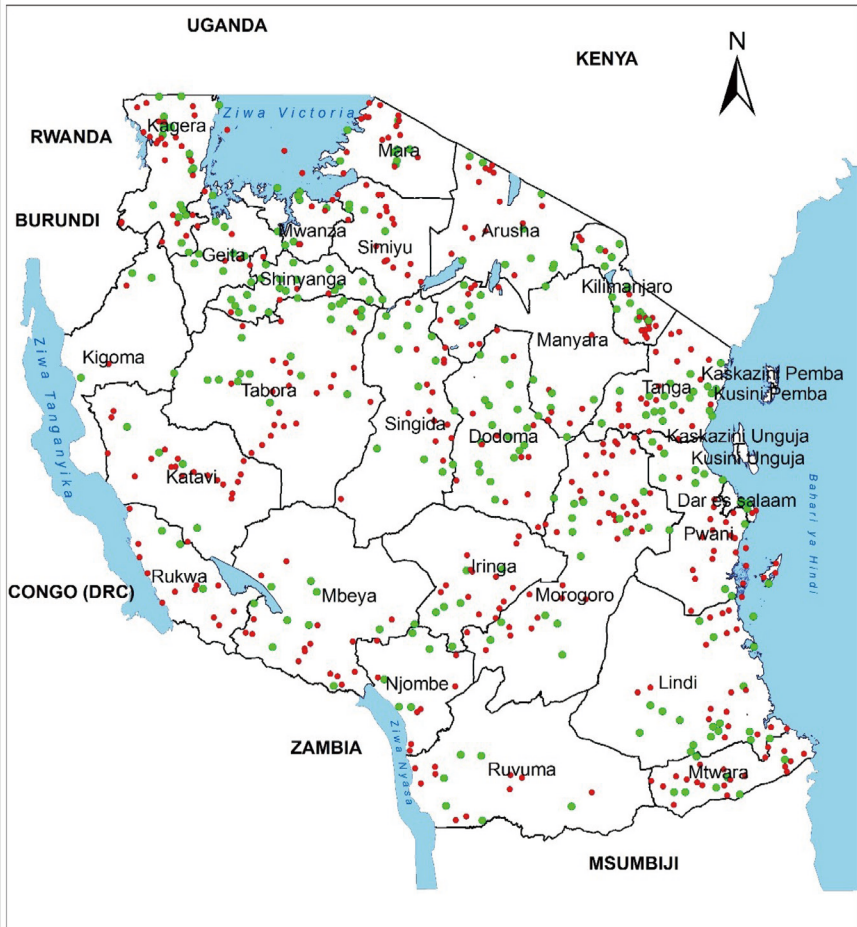 UGANDA
KENYA
N
Ziwa Victoria
Kagera
RWANDA
Mara
BURUNDI
Mwanza
Arusha
Geita
Simiyu
Shinyanga
Kilimanjaro
Kigoma
Manyara
Ziwa Tanganyika
Kaskazini Pemba
Tabora
Tanga
Kusini Pemba
Singida
Dodoma
Kaskazini Unguja
Kusini Unguja
Katavi
Dar es salaam
Pwani
Bahari ya Hindi
Iringa
Rukwa
CONGO (DRC)
Mbeya
Morogoro
Njombe
Lindi
ZAMBIA
Ziwa Nyasa
Ruvuma
Mtwara
MSUMBIJI